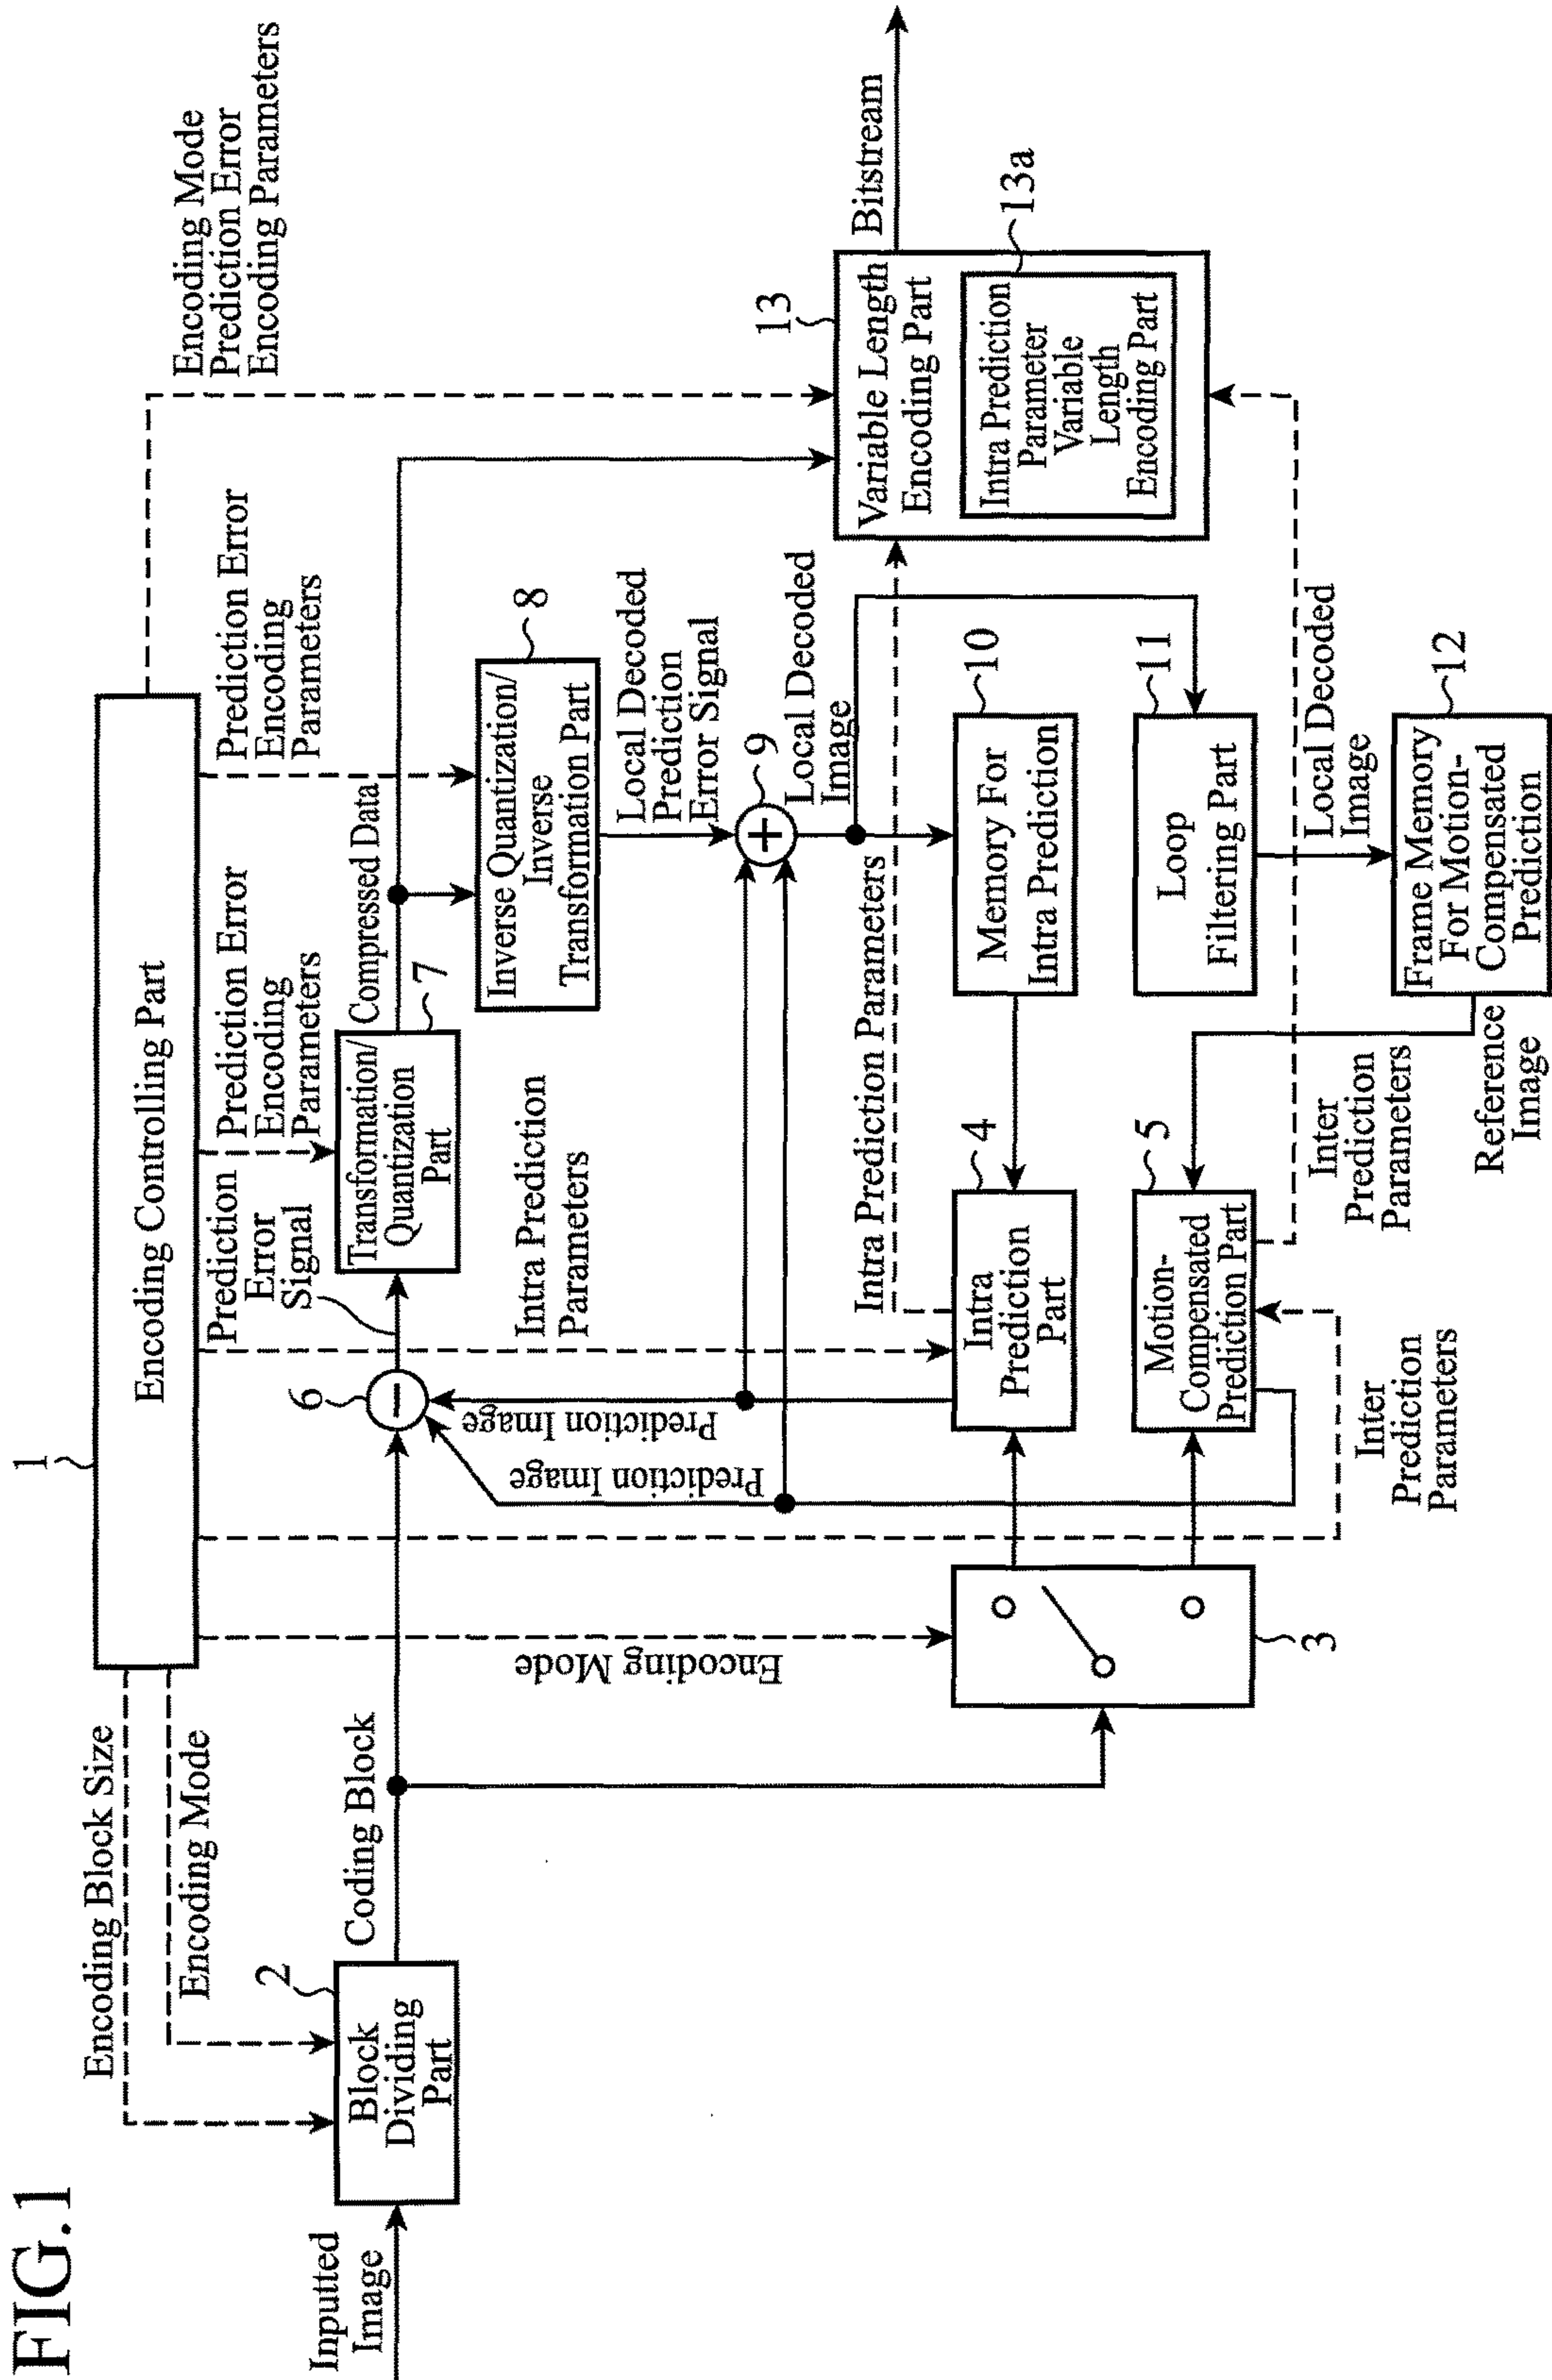 FIG.1
1
Encoding Controlling Part
Encoding Block Size
Encoding Mode
Encoding Mode
Prediction Error
Encoding Parameters
Inputted
Image
2
Block
Dividing
Part
Coding Block
Encoding Mode
3
6
−
Prediction
Error
Signal
Prediction Error
Encoding
Parameters
Prediction Error
Encoding
Parameters
Transformation/
Quantization
Part
7
Compressed Data
Prediction Image
Prediction Image
Intra Prediction
Parameters
8
Inverse Quantization/
Inverse
Transformation Part
Local Decoded
Prediction
Error Signal
9
+
Local Decoded
Image
Intra Prediction Parameters
13
Variable Length
Encoding Part
13a
Intra Prediction
Parameter
Variable
Length
Encoding Part
Bitstream
4
Intra
Prediction
Part
10
Memory For
Intra Prediction
5
Motion-
Compensated
Prediction Part
11
Loop
Filtering Part
Local Decoded
Image
Inter
Prediction
Parameters
Inter
Prediction
Parameters
Reference
Image
12
Frame Memory
For Motion-
Compensated
Prediction